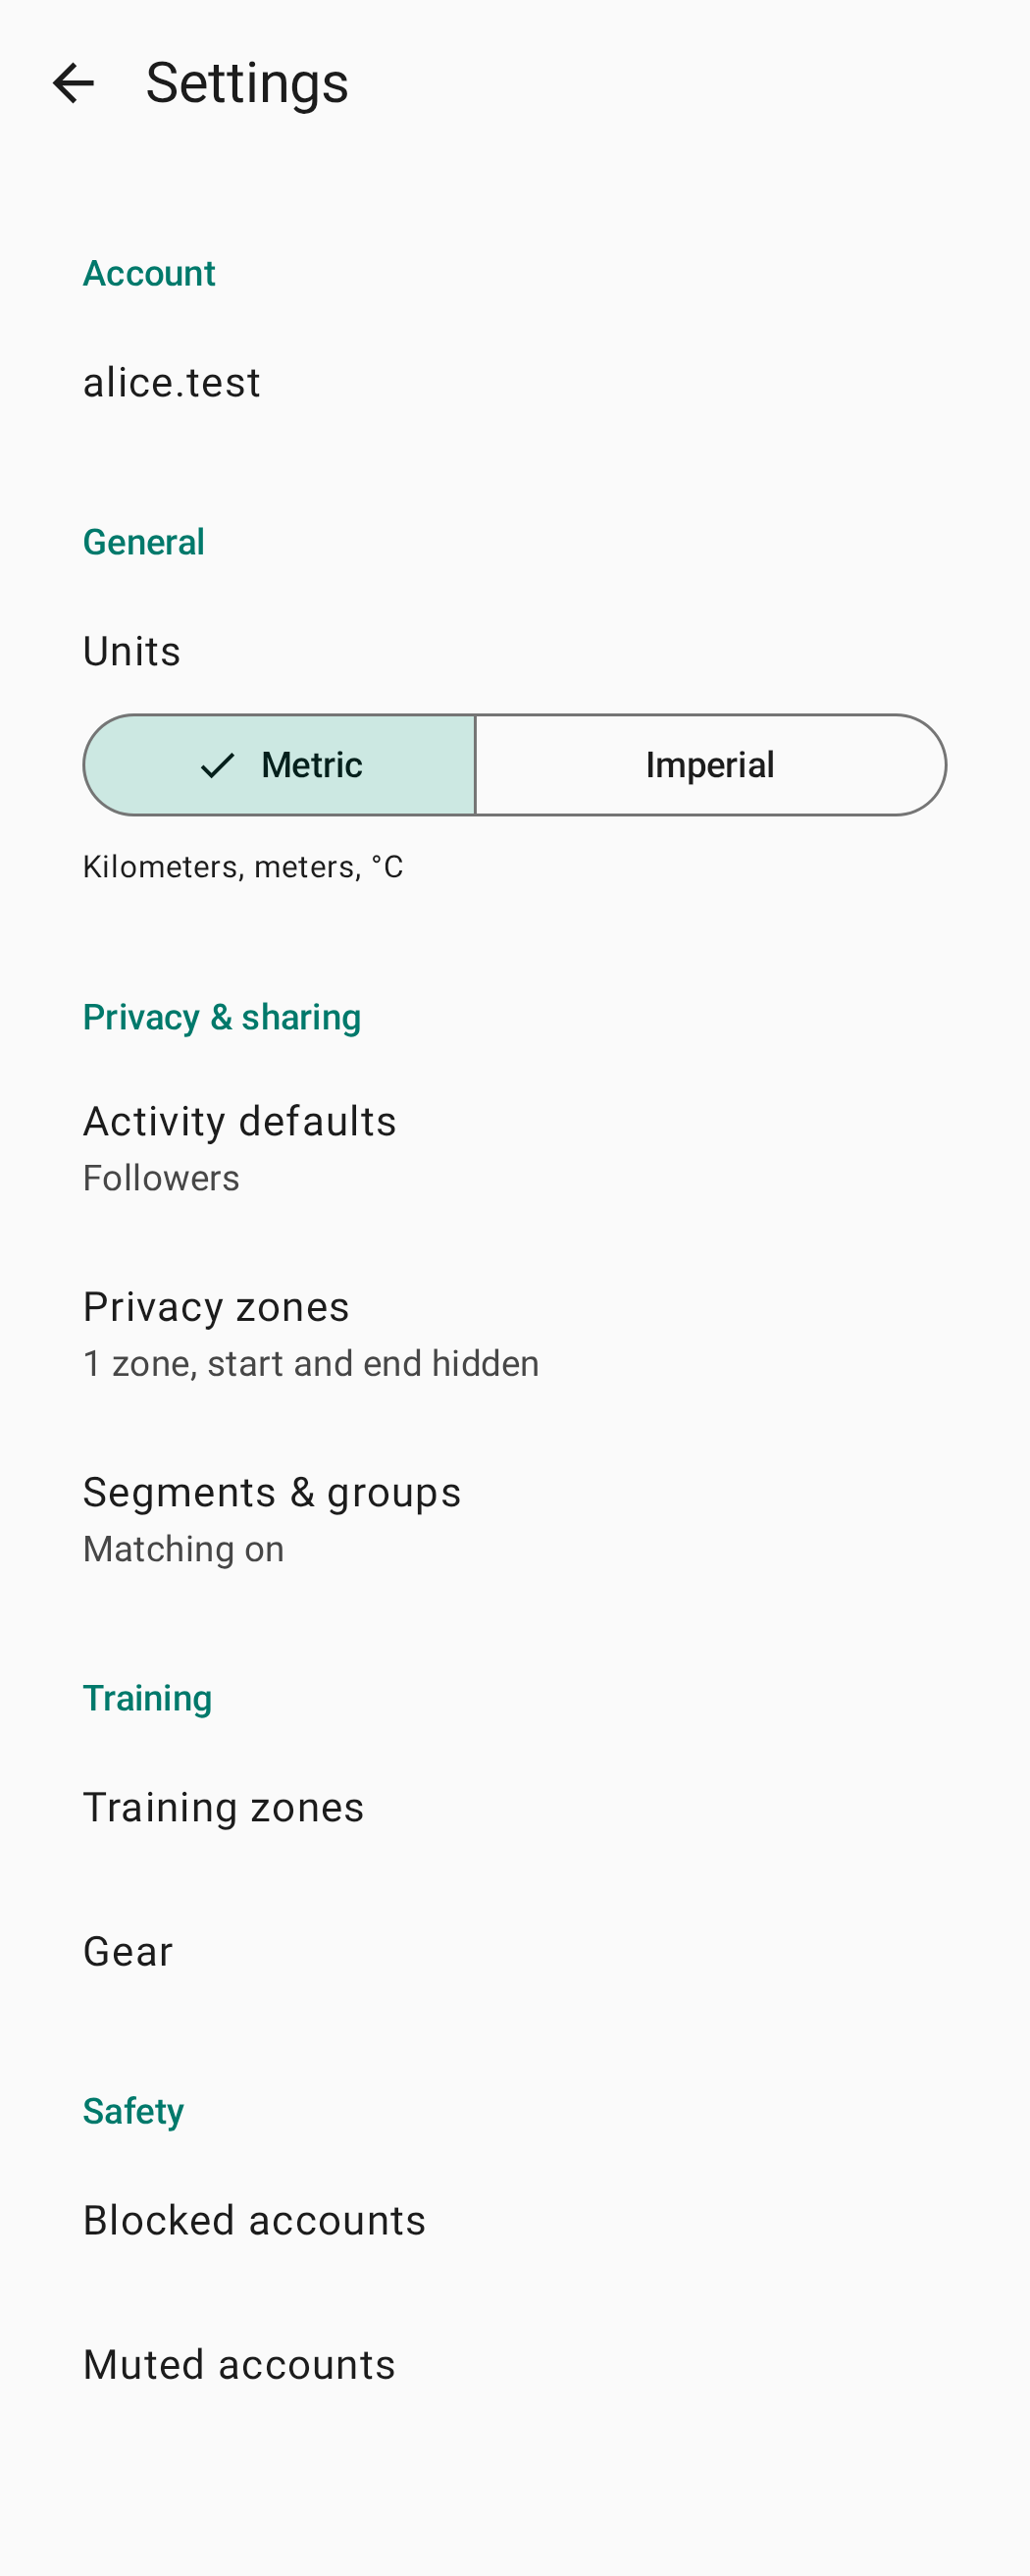 Settings
Account
alice.test
General
Units
Metric
Imperial
Kilometers, meters, °C
Privacy & sharing
Activity defaults
Followers
Privacy zones
1 zone, start and end hidden
Segments & groups
Matching on
Training
Training zones
Gear
Safety
Blocked accounts
Muted accounts